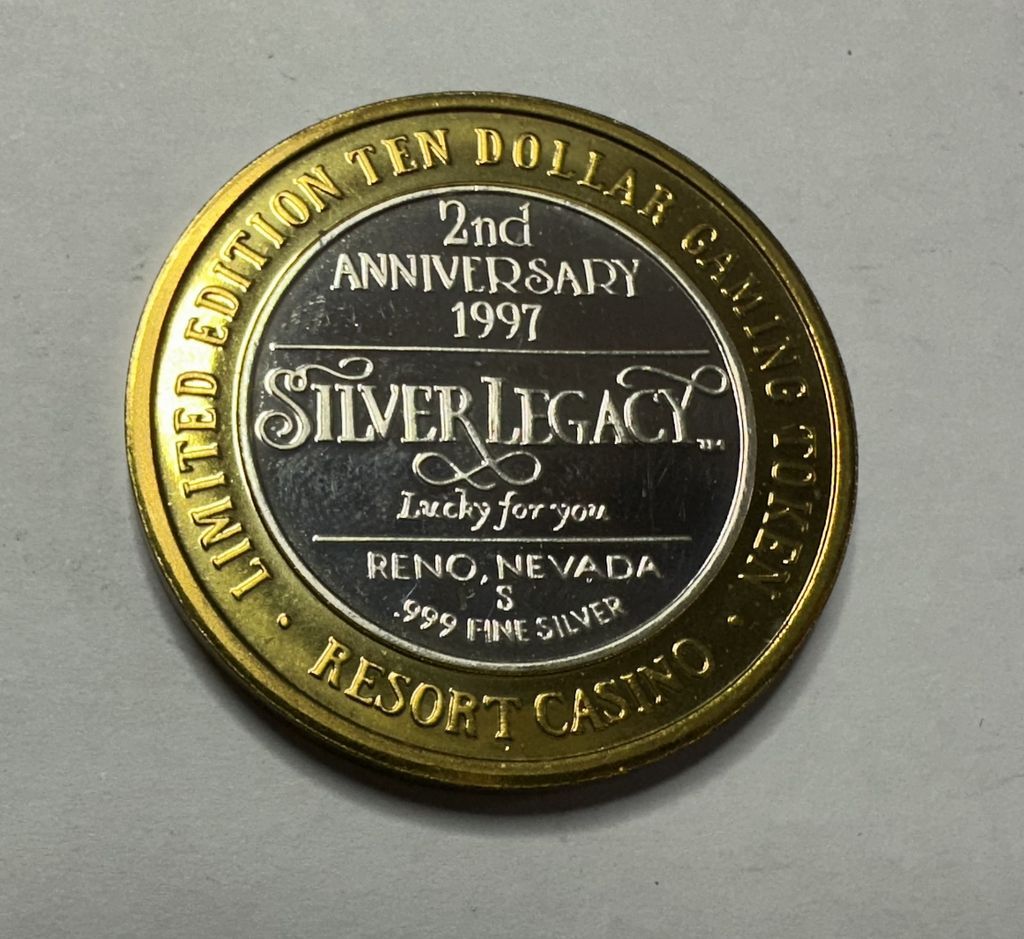 LIMITED EDITION TEN DOLLAR GAMING TOKEN
2nd
ANNIVERSARY
1997
SILVER LEGACY™
Lucky for you
RENO, NEVADA
S
.999 FINE SILVER
· RESORT CASINO ·